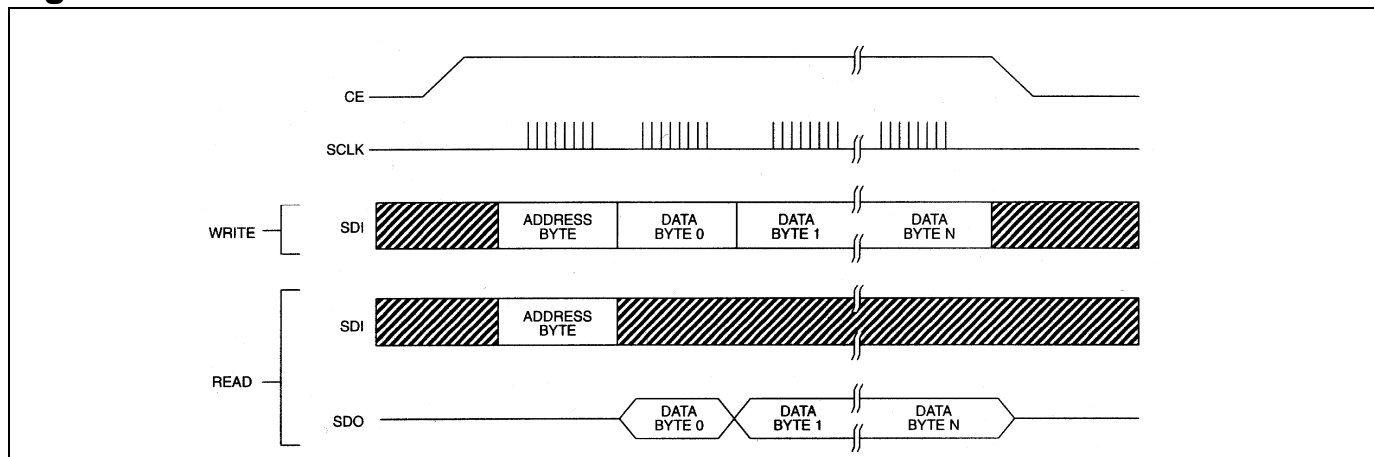 CE
SCLK
WRITE
SDI
ADDRESS
BYTE
DATA
BYTE 0
DATA
BYTE 1
DATA
BYTE N
READ
SDI
ADDRESS
BYTE
SDO
DATA
BYTE 0
DATA
BYTE 1
DATA
BYTE N